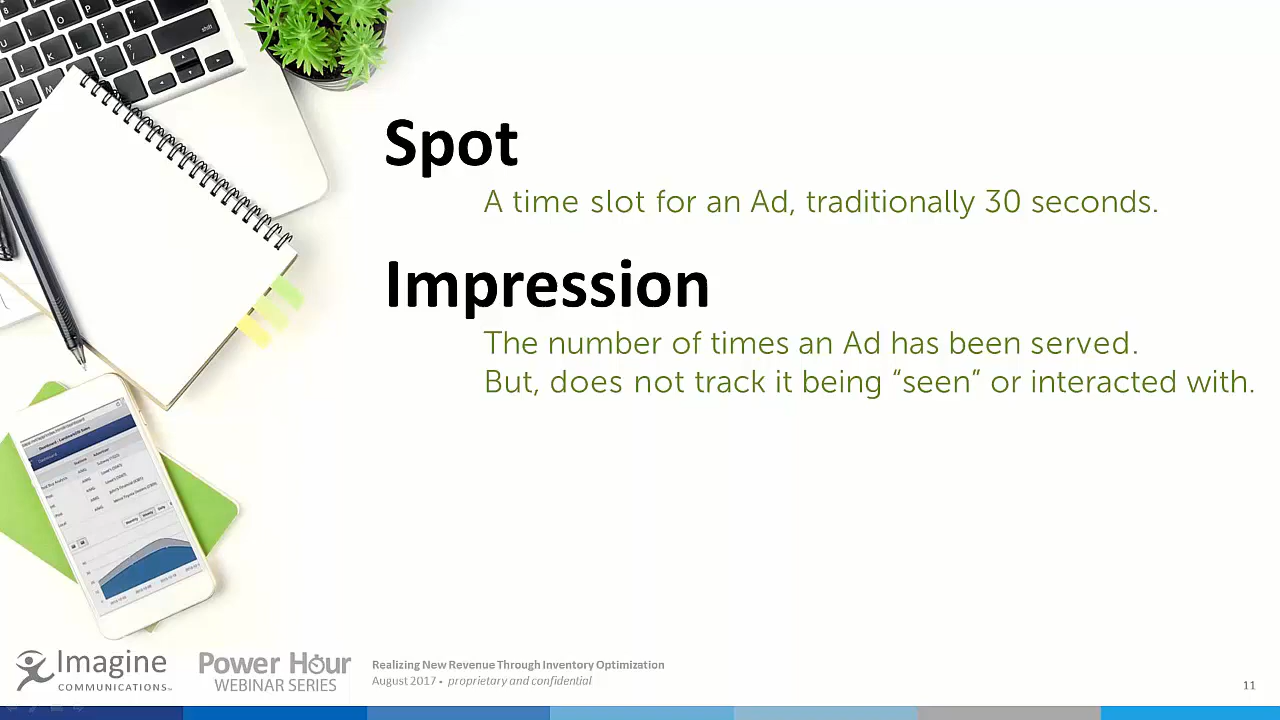 Spot
A time slot for an Ad, traditionally 30 seconds.
Impression
The number of times an Ad has been served.
But, does not track it being “seen” or interacted with.
Imagine
COMMUNICATIONS
Power Hour
WEBINAR SERIES
Realizing New Revenue Through Inventory Optimization
August 2017 • proprietary and confidential
11